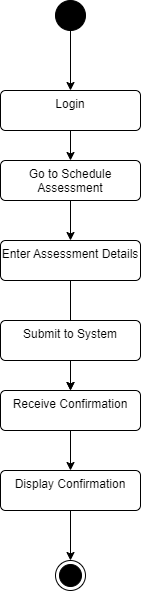 Login
Go to Schedule
Assessment
Enter Assessment Details
Submit to System
Receive Confirmation
Display Confirmation